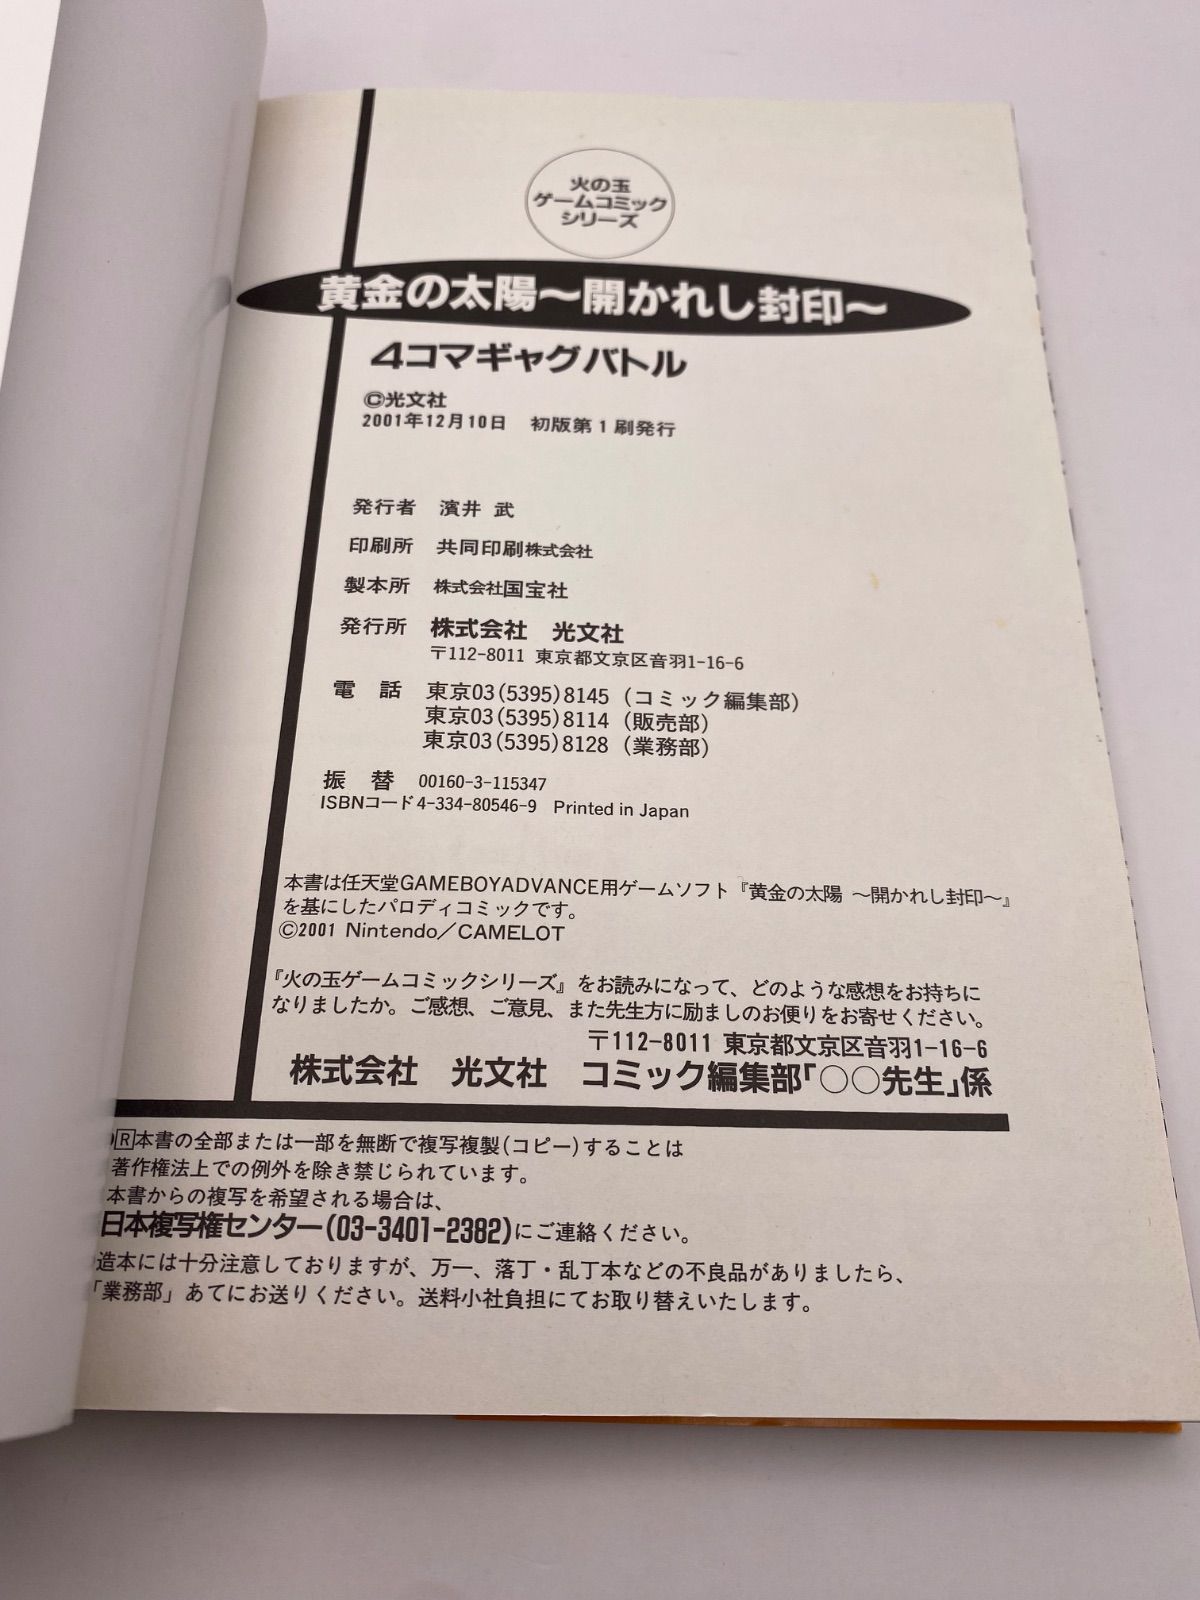 火の玉
ゲームコミック
シリーズ
黄金の太陽～開かれし封印～
4コマギャグバトル
©光文社
2001年12月10日　初版第1刷発行
発行者　濱井 武
印刷所　共同印刷株式会社
製本所　株式会社国宝社
発行所　株式会社　光文社
〒112-8011 東京都文京区音羽1-16-6
電　話　東京03(5395)8145（コミック編集部）
東京03(5395)8114（販売部）
東京03(5395)8128（業務部）
振　替　00160-3-115347
ISBNコード4-334-80546-9　Printed in Japan
本書は任天堂GAMEBOYADVANCE用ゲームソフト『黄金の太陽 ～開かれし封印～』
を基にしたパロディコミックです。
©2001 Nintendo／CAMELOT
『火の玉ゲームコミックシリーズ』をお読みになって、どのような感想をお持ちに
なりましたか。ご感想、ご意見、また先生方に励ましのお便りをお寄せください。
〒112-8011 東京都文京区音羽1-16-6
株式会社　光文社　コミック編集部「○○先生」係
R本書の全部または一部を無断で複写複製(コピー)することは
著作権法上での例外を除き禁じられています。
本書からの複写を希望される場合は、
日本複写権センター(03-3401-2382)にご連絡ください。
造本には十分注意しておりますが、万一、落丁・乱丁本などの不良品がありましたら、
「業務部」あてにお送りください。送料小社負担にてお取り替えいたします。